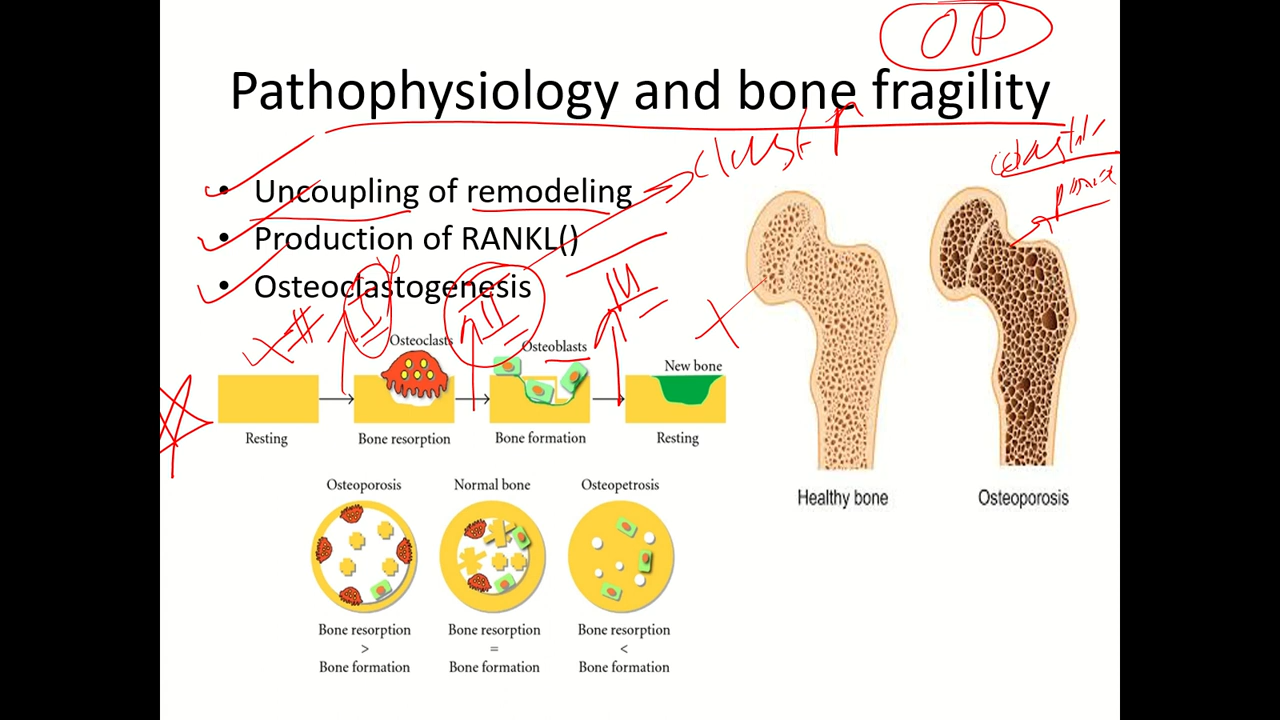 OP
Pathophysiology and bone fragility
• Uncoupling of remodeling
• Production of RANKL()
• Osteoclastogenesis
I
II
III
Osteoclasts
Osteoblasts
New bone
Resting
Bone resorption
Bone formation
Resting
Osteoporosis
Normal bone
Osteopetrosis
Bone resorption
>
Bone formation
Bone resorption
=
Bone formation
Bone resorption
<
Bone formation
Healthy bone
Osteoporosis